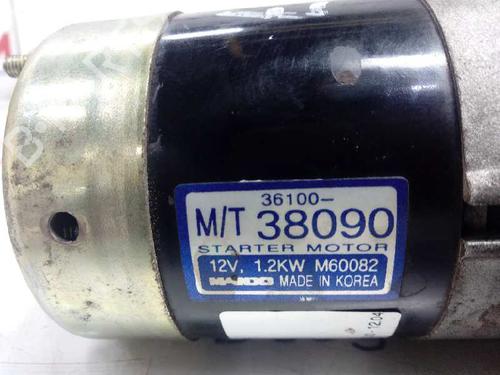 36100-
M/T 38090
STARTER MOTOR
12V, 1.2KW M60082
MANDO MADE IN KOREA